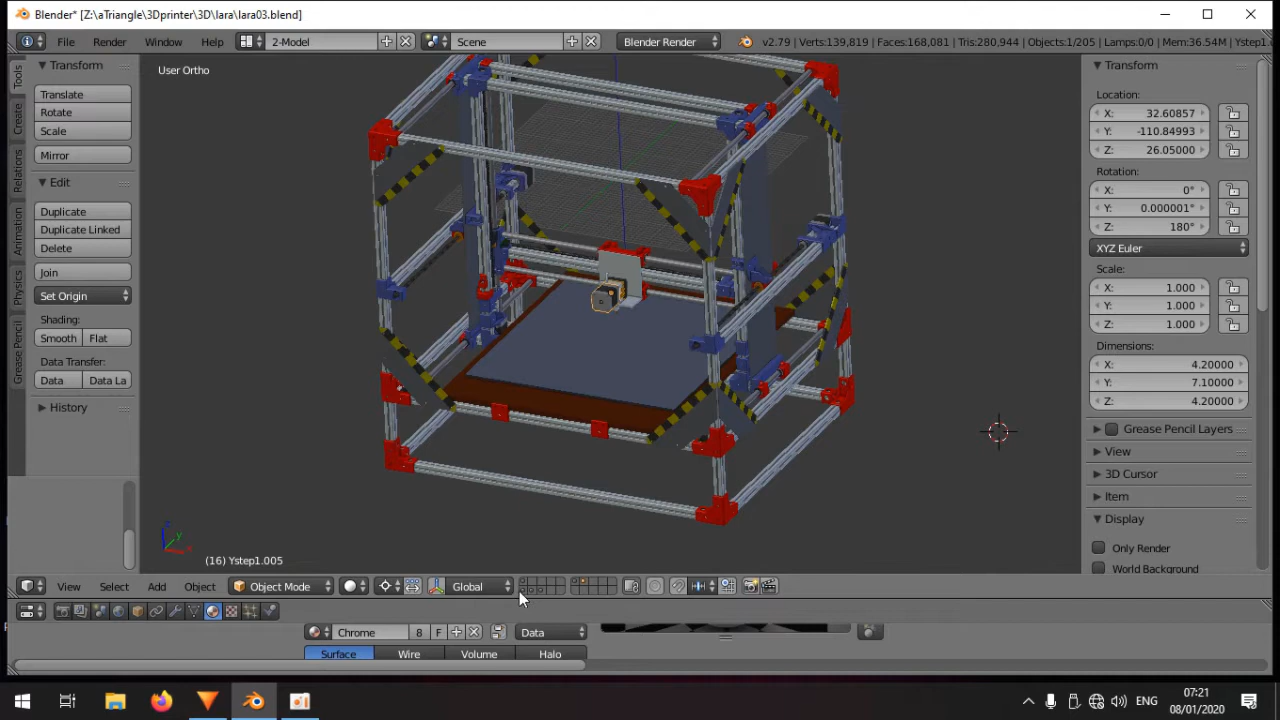 Blender* [Z:\aTriangle\3Dprinter\3D\lara\lara03.blend]
File Render Window Help 2-Model Scene Blender Render v2.79 | Verts:139,819 | Faces:168,081 | Tris:280,944 | Objects:1/205 | Lamps:0/0 | Mem:36.54M | Ystep1.
Tools
Create
Relations
Animation
Physics
Grease Pencil
Transform
Translate
Rotate
Scale
Mirror
Edit
Duplicate
Duplicate Linked
Delete
Join
Set Origin
Shading:
Smooth Flat
Data Transfer:
Data Data La
History
User Ortho
(16) Ystep1.005
Transform
Location:
X: 32.60857
Y: -110.84993
Z: 26.05000
Rotation:
X: 0°
Y: 0.000001°
Z: 180°
XYZ Euler
Scale:
X: 1.000
Y: 1.000
Z: 1.000
Dimensions:
X: 4.20000
Y: 7.10000
Z: 4.20000
Grease Pencil Layers
View
3D Cursor
Item
Display
Only Render
World Background
View Select Add Object Object Mode Global
Chrome 8 F Data
Surface Wire Volume Halo
ENG
07:21
08/01/2020